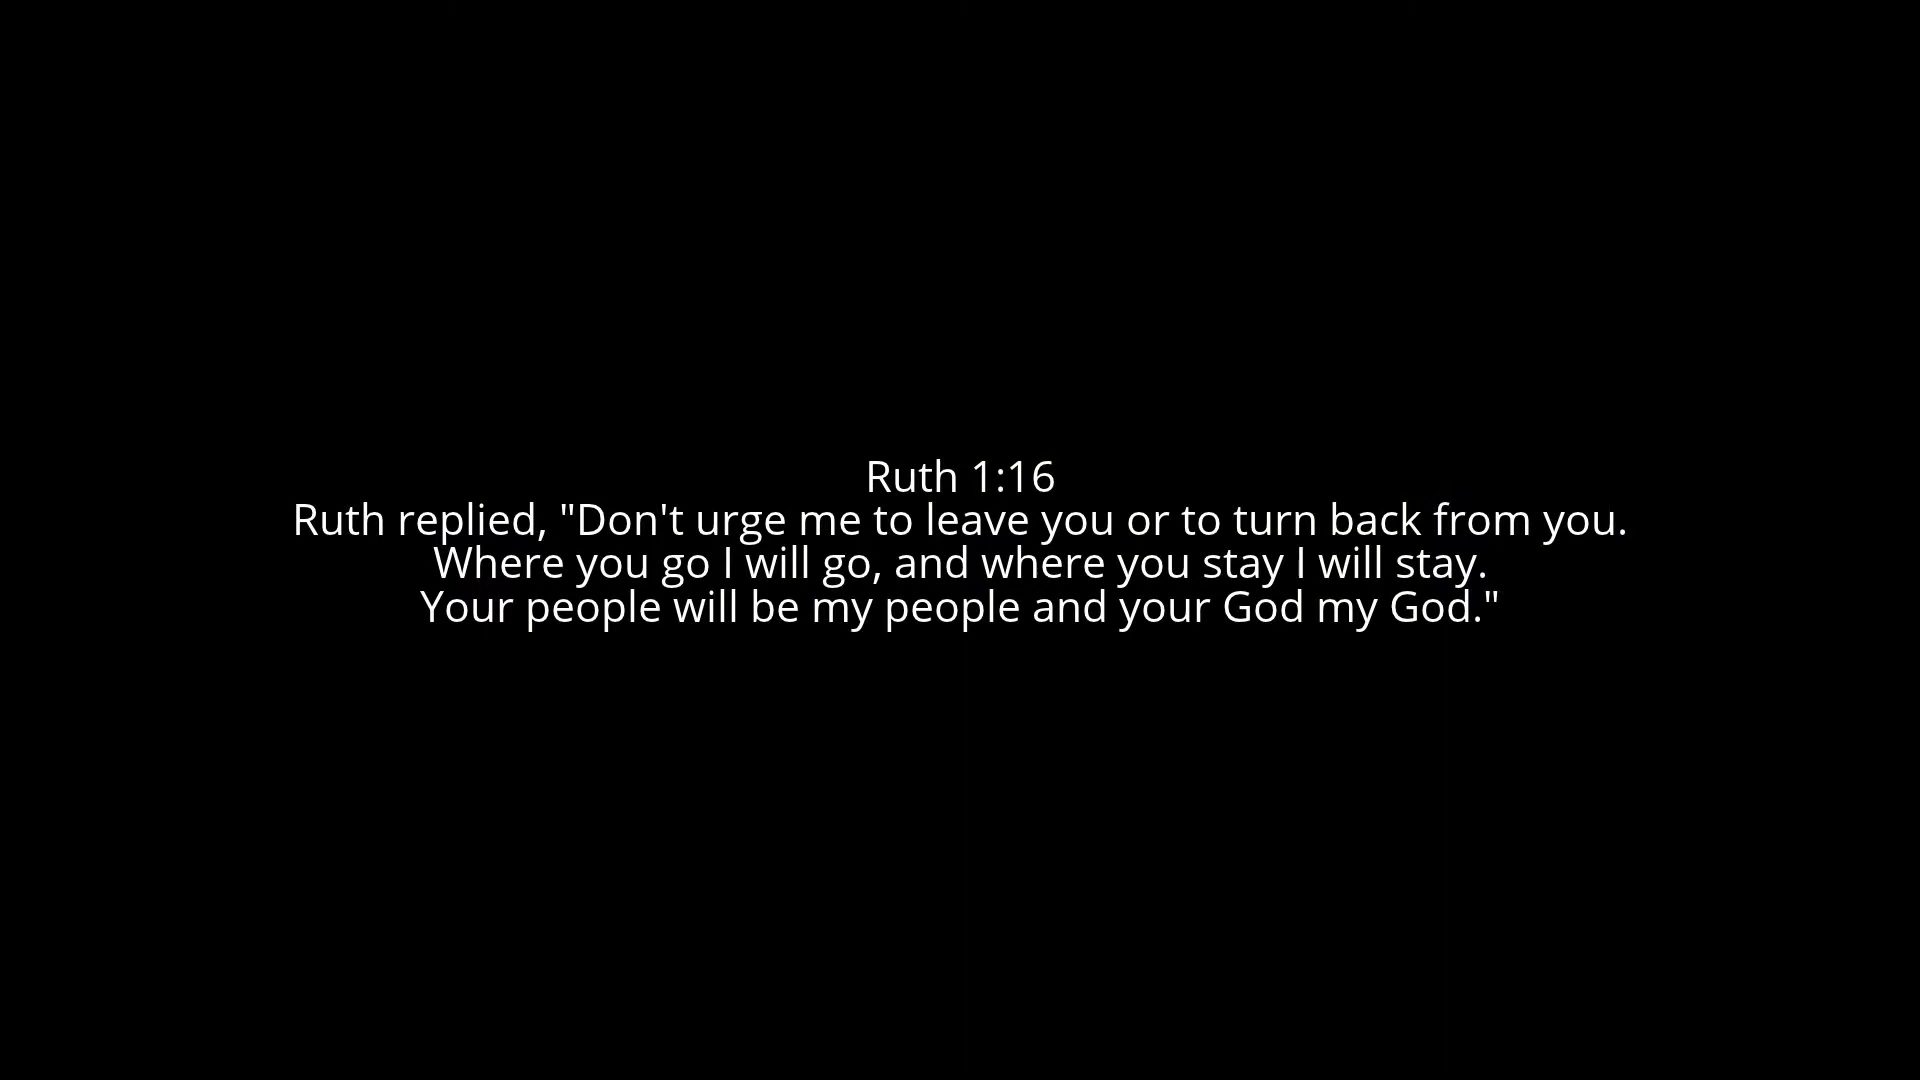 Ruth 1:16
Ruth replied, "Don't urge me to leave you or to turn back from you.
Where you go I will go, and where you stay I will stay.
Your people will be my people and your God my God."